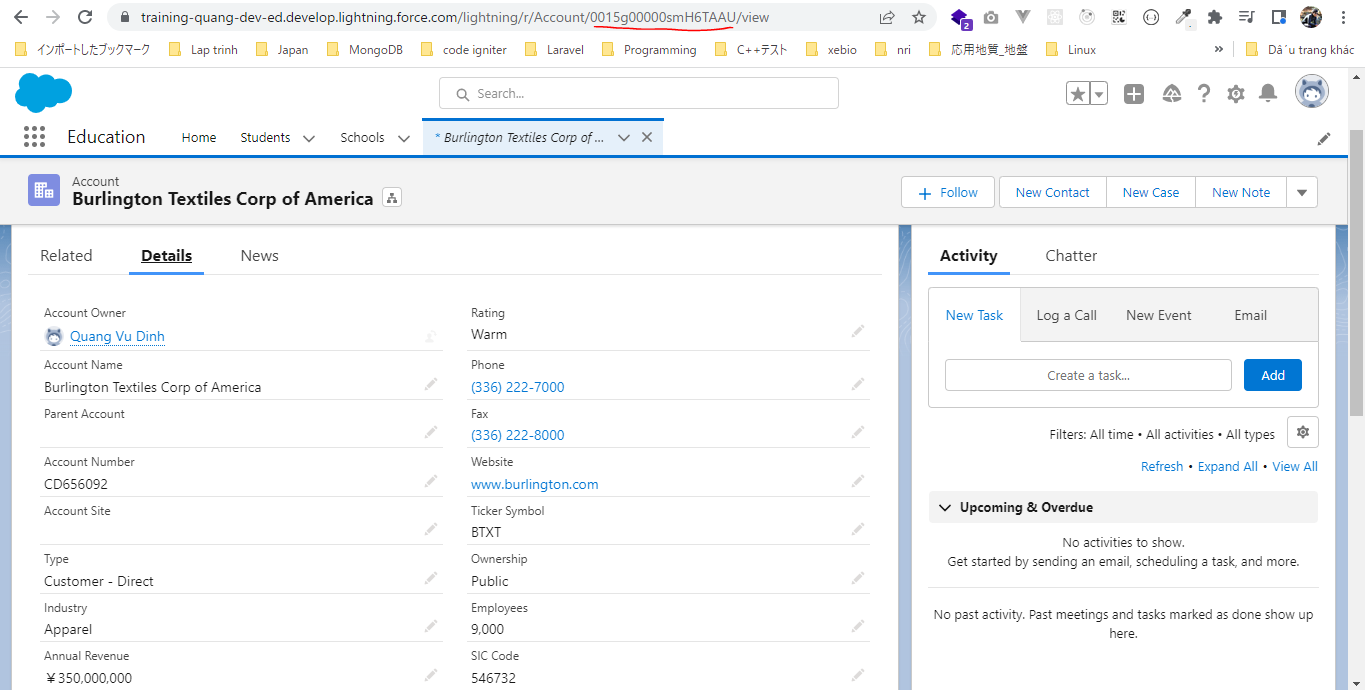 training-quang-dev-ed.develop.lightning.force.com/lightning/r/Account/0015g00000smH6TAAU/view
2
インポートしたブックマーク Lap trinh Japan MongoDB code igniter Laravel Programming C++テスト xebio nri 応用地質_地盤 Linux » Dấu trang khác
Search...
Education Home Students Schools * Burlington Textiles Corp of ...
Account
Burlington Textiles Corp of America
Follow New Contact New Case New Note
Related Details News
Account Owner
Quang Vu Dinh
Rating
Warm
Account Name
Burlington Textiles Corp of America
Phone
(336) 222-7000
Parent Account
Fax
(336) 222-8000
Account Number
CD656092
Website
www.burlington.com
Account Site
Ticker Symbol
BTXT
Type
Customer - Direct
Ownership
Public
Industry
Apparel
Employees
9,000
Annual Revenue
￥350,000,000
SIC Code
546732
Activity Chatter
New Task Log a Call New Event Email
Create a task... Add
Filters: All time • All activities • All types
Refresh • Expand All • View All
Upcoming & Overdue
No activities to show.
Get started by sending an email, scheduling a task, and more.
No past activity. Past meetings and tasks marked as done show up
here.